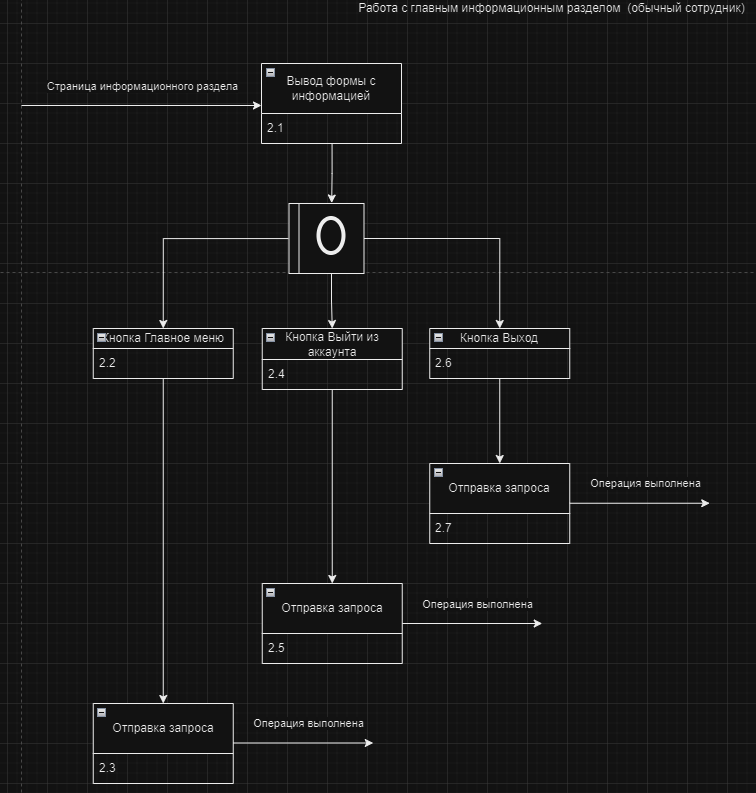 Работа с главным информационным разделом (обычный сотрудник)
Страница информационного раздела
Вывод формы с
информацией
2.1
O
Кнопка Главное меню
2.2
Кнопка Выйти из
аккаунта
2.4
Кнопка Выход
2.6
Отправка запроса
2.7
Операция выполнена
Отправка запроса
2.5
Операция выполнена
Отправка запроса
2.3
Операция выполнена